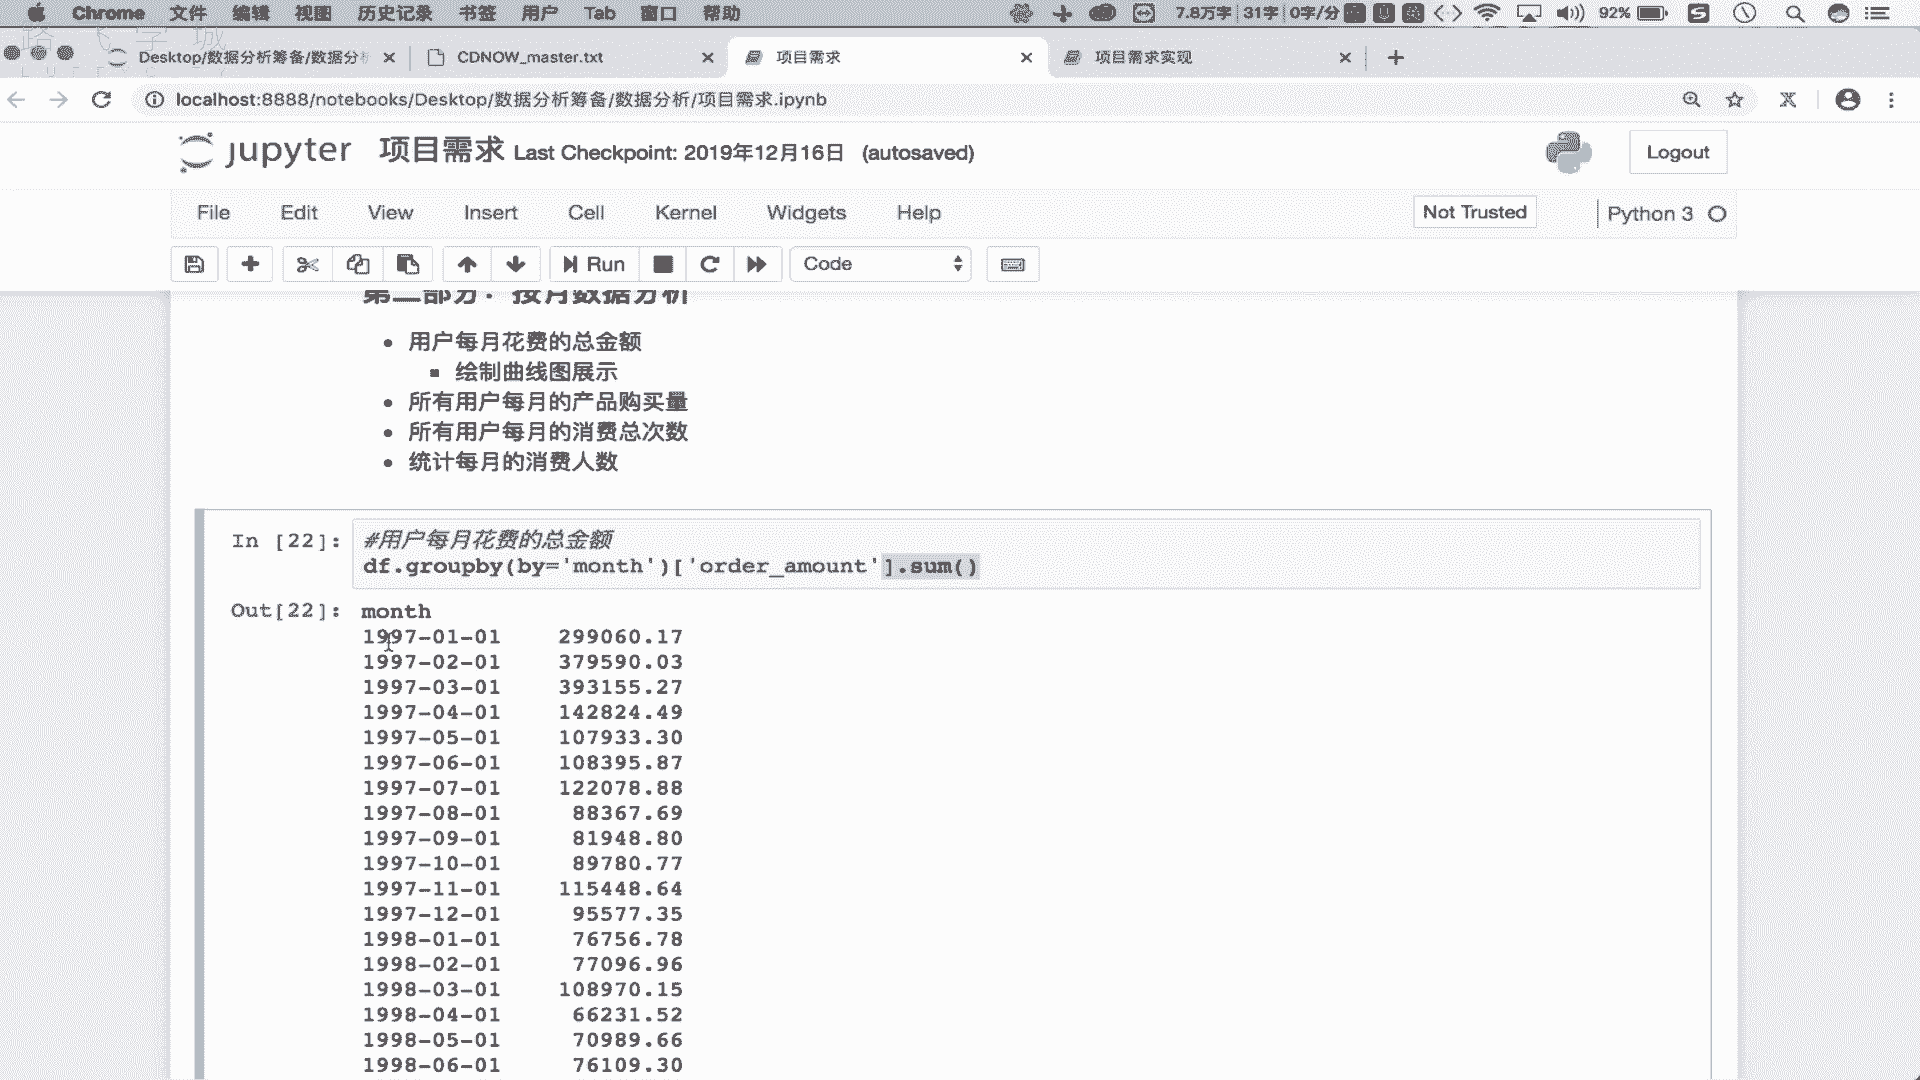 Chrome 文件 编辑 视图 历史记录 书签 用户 Tab 窗口 帮助 7.8万字 31字 0字/分 92%
Desktop/数据分析筹备/数据分 CDNOW_master.txt 项目需求 项目需求实现
localhost:8888/notebooks/Desktop/数据分析筹备/数据分析/项目需求.ipynb
jupyter 项目需求 Last Checkpoint: 2019年12月16日 (autosaved) Logout
File Edit View Insert Cell Kernel Widgets Help Not Trusted Python 3
Run Code
按月数据分析
用户每月花费的总金额
绘制曲线图展示
所有用户每月的产品购买量
所有用户每月的消费总次数
统计每月的消费人数
In [22]: #用户每月花费的总金额
df.groupby(by='month')['order_amount'].sum()
Out[22]: month
1997-01-01 299060.17
1997-02-01 379590.03
1997-03-01 393155.27
1997-04-01 142824.49
1997-05-01 107933.30
1997-06-01 108395.87
1997-07-01 122078.88
1997-08-01 88367.69
1997-09-01 81948.80
1997-10-01 89780.77
1997-11-01 115448.64
1997-12-01 95577.35
1998-01-01 76756.78
1998-02-01 77096.96
1998-03-01 108970.15
1998-04-01 66231.52
1998-05-01 70989.66
1998-06-01 76109.30